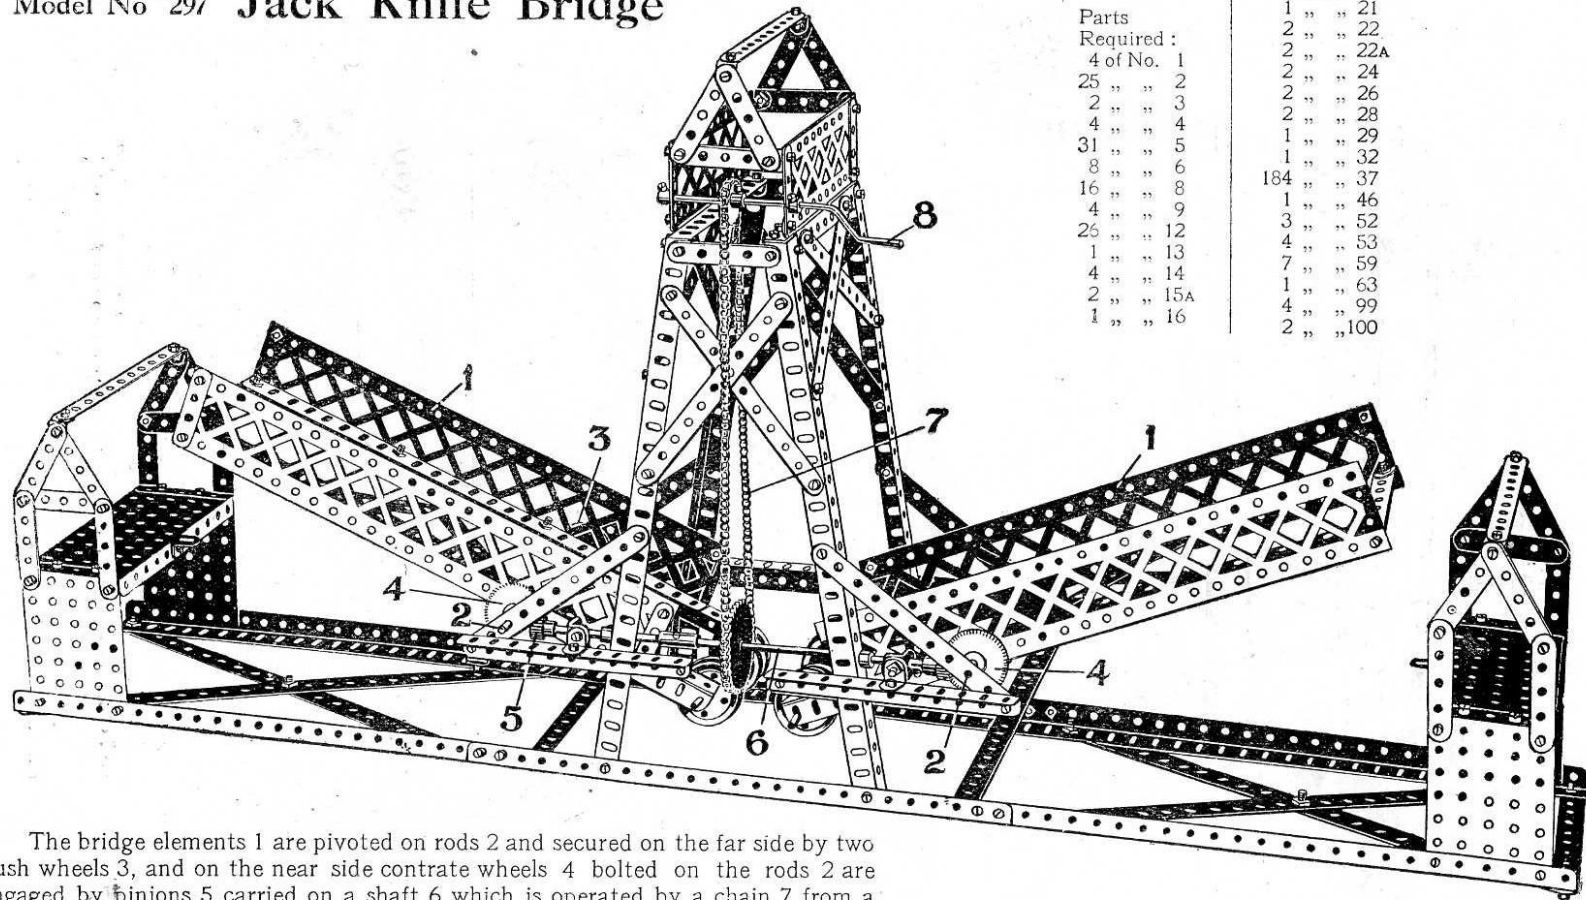 Model No 297 Jack Knife Bridge
Parts
Required :
4 of No. 1
25 „ „ 2
2 „ „ 3
4 „ „ 4
31 „ „ 5
8 „ „ 6
16 „ „ 8
4 „ „ 9
26 „ „ 12
1 „ „ 13
4 „ „ 14
2 „ „ 15A
1 „ „ 16
1 „ „ 21
2 „ „ 22
2 „ „ 22A
2 „ „ 24
2 „ „ 26
2 „ „ 28
1 „ „ 29
1 „ „ 32
184 „ „ 37
1 „ „ 46
3 „ „ 52
4 „ „ 53
7 „ „ 59
1 „ „ 63
4 „ „ 99
2 „ „ 100
8
1
3
7
1
4
2
5
6
2
4
The bridge elements 1 are pivoted on rods 2 and secured on the far side by two
ush wheels 3, and on the near side contrate wheels 4 bolted on the rods 2 are
ngaged by pinions 5 carried on a shaft 6 which is operated by a chain 7 from a